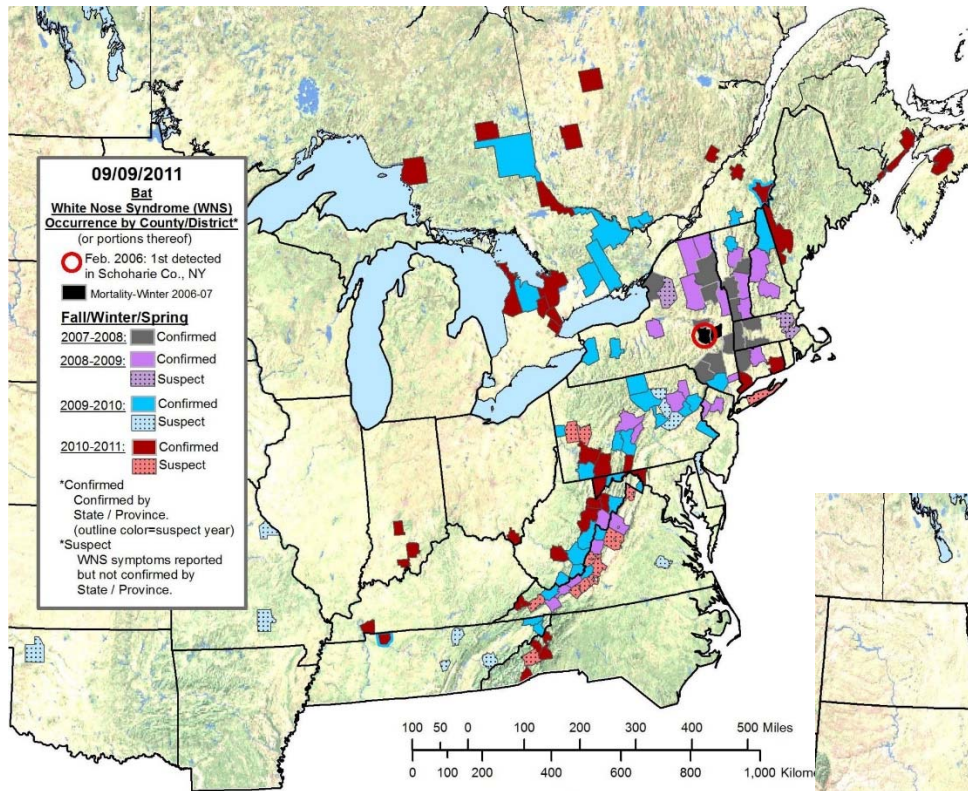 09/09/2011
Bat
White Nose Syndrome (WNS)
Occurrence by County/District*
(or portions thereof)
Feb. 2006: 1st detected
in Schoharie Co., NY
Mortality-Winter 2006-07
Fall/Winter/Spring
2007-2008: Confirmed
2008-2009: Confirmed
Suspect
2009-2010: Confirmed
Suspect
2010-2011: Confirmed
Suspect
*Confirmed
Confirmed by
State / Province.
(outline color=suspect year)
*Suspect
WNS symptoms reported
but not confirmed by
State / Province.
100 50 0 100 200 300 400 500 Miles
0 100 200 400 600 800 1,000 Kilome